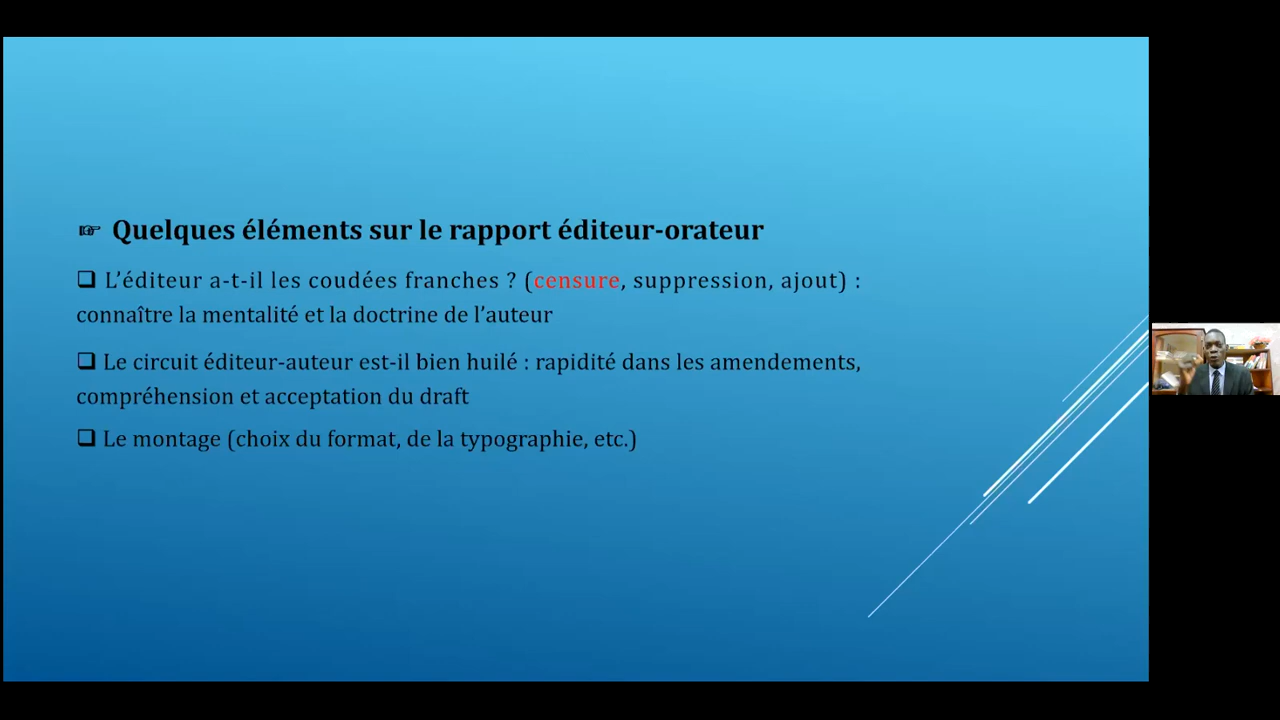 ☞ Quelques éléments sur le rapport éditeur-orateur
❑ L’éditeur a-t-il les coudées franches ? (censure, suppression, ajout) :
connaître la mentalité et la doctrine de l’auteur
❑ Le circuit éditeur-auteur est-il bien huilé : rapidité dans les amendements,
compréhension et acceptation du draft
❑ Le montage (choix du format, de la typographie, etc.)